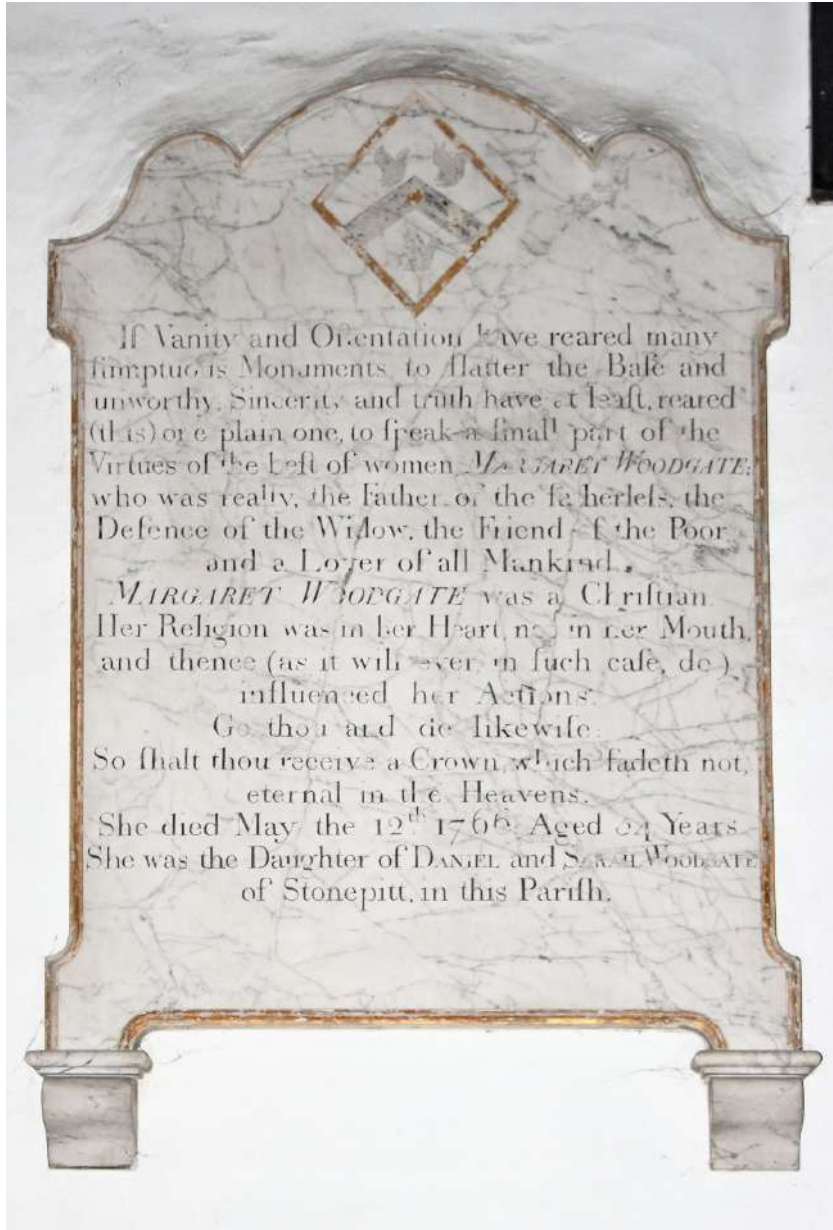 If Vanity and Oſtentation have reared many
ſumptuous Monuments, to flatter the Baſe and
unworthy, Sincerity and truth have at leaſt, reared
(this) one plain one, to ſpeak a ſmall part of the
Virtues of the beſt of women, MARGARET WOODGATE;
who was really, the Father of the fatherleſs, the
Defence of the Widow, the Friend of the Poor,
and a Lover of all Mankind.
MARGARET WOODGATE was a Chriſtian.
Her Religion was in her Heart, not in her Mouth,
and thence (as it will ever, in ſuch caſe, do)
influenced her Actions.
Go thou and do likewiſe.
So ſhalt thou receive a Crown, which fadeth not,
eternal in the Heavens.
She died May the 12th 1766. Aged Years
She was the Daughter of DANIEL and SARAH WOODGATE
of Stonepitt, in this Pariſh.